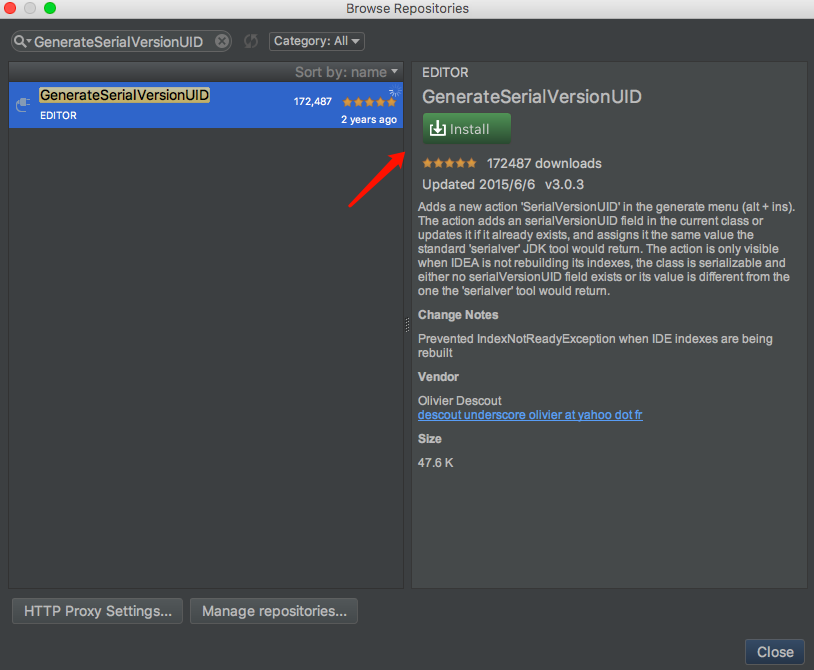 Browse Repositories
GenerateSerialVersionUID
Category: All
Sort by: name
GenerateSerialVersionUID
172,487
EDITOR
2 years ago
EDITOR
GenerateSerialVersionUID
Install
172487 downloads
Updated 2015/6/6 v3.0.3
Adds a new action 'SerialVersionUID' in the generate menu (alt + ins).
The action adds an serialVersionUID field in the current class or
updates it if it already exists, and assigns it the same value the
standard 'serialver' JDK tool would return. The action is only visible
when IDEA is not rebuilding its indexes, the class is serializable and
either no serialVersionUID field exists or its value is different from the
one the 'serialver' tool would return.
Change Notes
Prevented IndexNotReadyException when IDE indexes are being
rebuilt
Vendor
Olivier Descout
descout underscore olivier at yahoo dot fr
Size
47.6 K
HTTP Proxy Settings...
Manage repositories...
Close